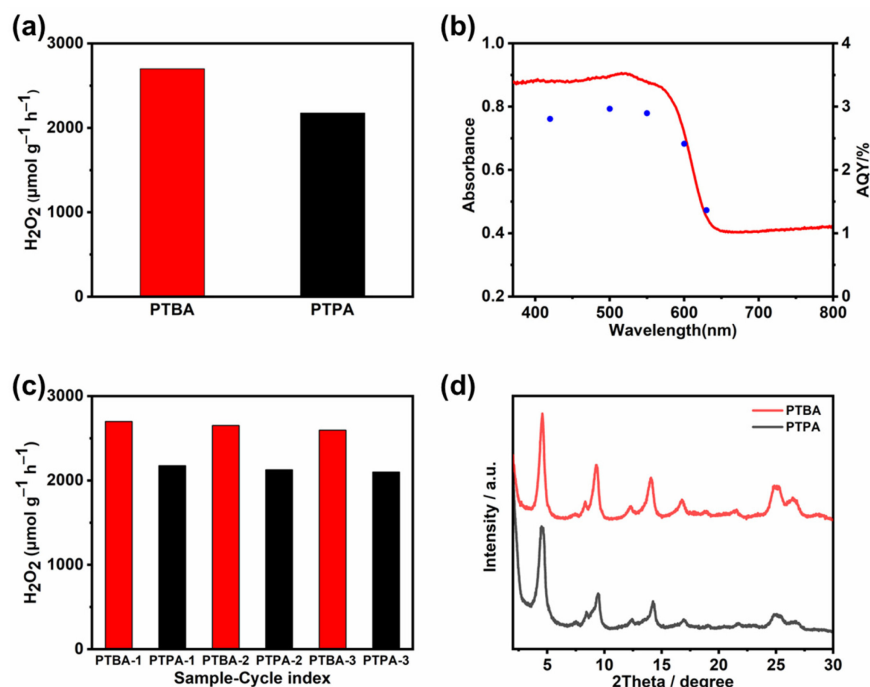 (a)
3000
2000
1000
0
H₂O₂ (μmol g⁻¹ h⁻¹)
PTBA
PTPA
(b)
1.0
0.8
0.6
0.4
0.2
Absorbance
4
3
2
1
0
AQY/%
400
500
600
700
800
Wavelength(nm)
(c)
3000
2000
1000
0
H₂O₂ (μmol g⁻¹ h⁻¹)
PTBA-1
PTPA-1
PTBA-2
PTPA-2
PTBA-3
PTPA-3
Sample-Cycle index
(d)
PTBA
PTPA
Intensity / a.u.
5
10
15
20
25
30
2Theta / degree